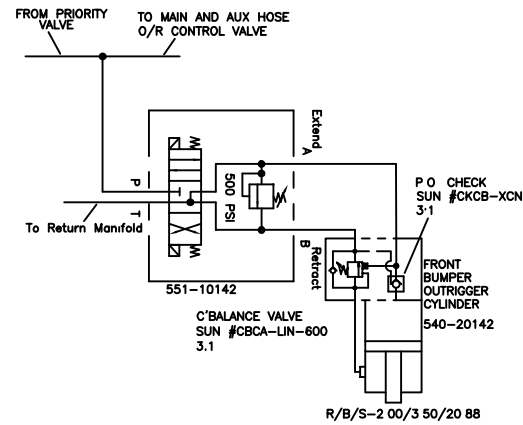 FROM PRIORITY
VALVE
TO MAIN AND AUX HOSE
O/R CONTROL VALVE
Extend
A
500
PSI
P
T
To Return Manifold
B
Retract
551-10142
P O CHECK
SUN #CKCB-XCN
3·1
FRONT
BUMPER
OUTRIGGER
CYLINDER
540-20142
C'BALANCE VALVE
SUN #CBCA-LIN-600
3.1
R/B/S-2 00/3 50/20 88